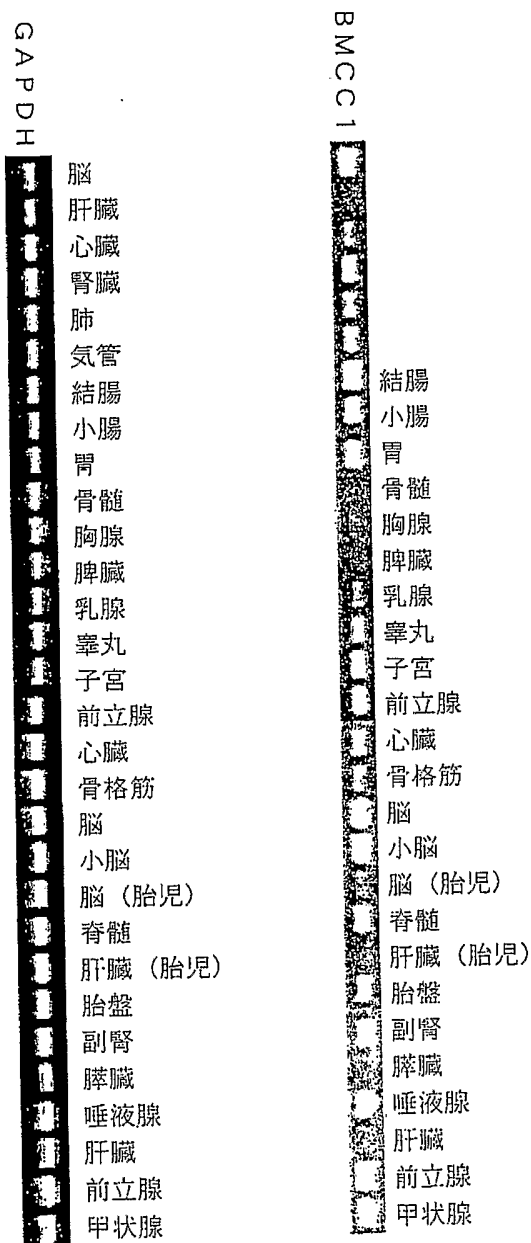 GAPDH
脳
肝臓
心臓
腎臓
肺
気管
結腸
小腸
胃
骨髄
胸腺
脾臓
乳腺
睾丸
子宮
前立腺
心臓
骨格筋
脳
小脳
脳（胎児）
脊髄
肝臓（胎児）
胎盤
副腎
膵臓
唾液腺
肝臓
前立腺
甲状腺
BMCC1
結腸
小腸
胃
骨髄
胸腺
脾臓
乳腺
睾丸
子宮
前立腺
心臓
骨格筋
脳
小脳
脳（胎児）
脊髄
肝臓（胎児）
胎盤
副腎
膵臓
唾液腺
肝臓
前立腺
甲状腺